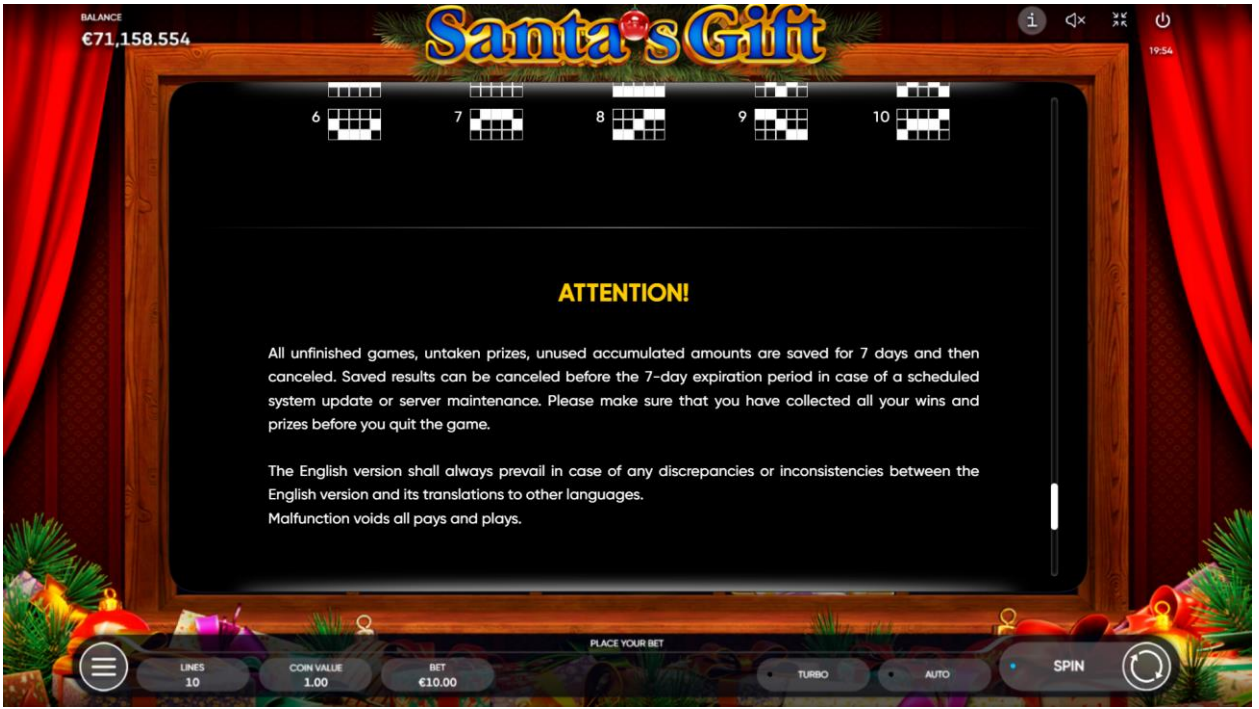 BALANCE
€71,158.554
Santa's Gift
i
19:54
6 7 8 9 10
ATTENTION!
All unfinished games, untaken prizes, unused accumulated amounts are saved for 7 days and then
canceled. Saved results can be canceled before the 7-day expiration period in case of a scheduled
system update or server maintenance. Please make sure that you have collected all your wins and
prizes before you quit the game.
The English version shall always prevail in case of any discrepancies or inconsistencies between the
English version and its translations to other languages.
Malfunction voids all pays and plays.
PLACE YOUR BET
LINES
10
COIN VALUE
1.00
BET
€10.00
TURBO
AUTO
SPIN